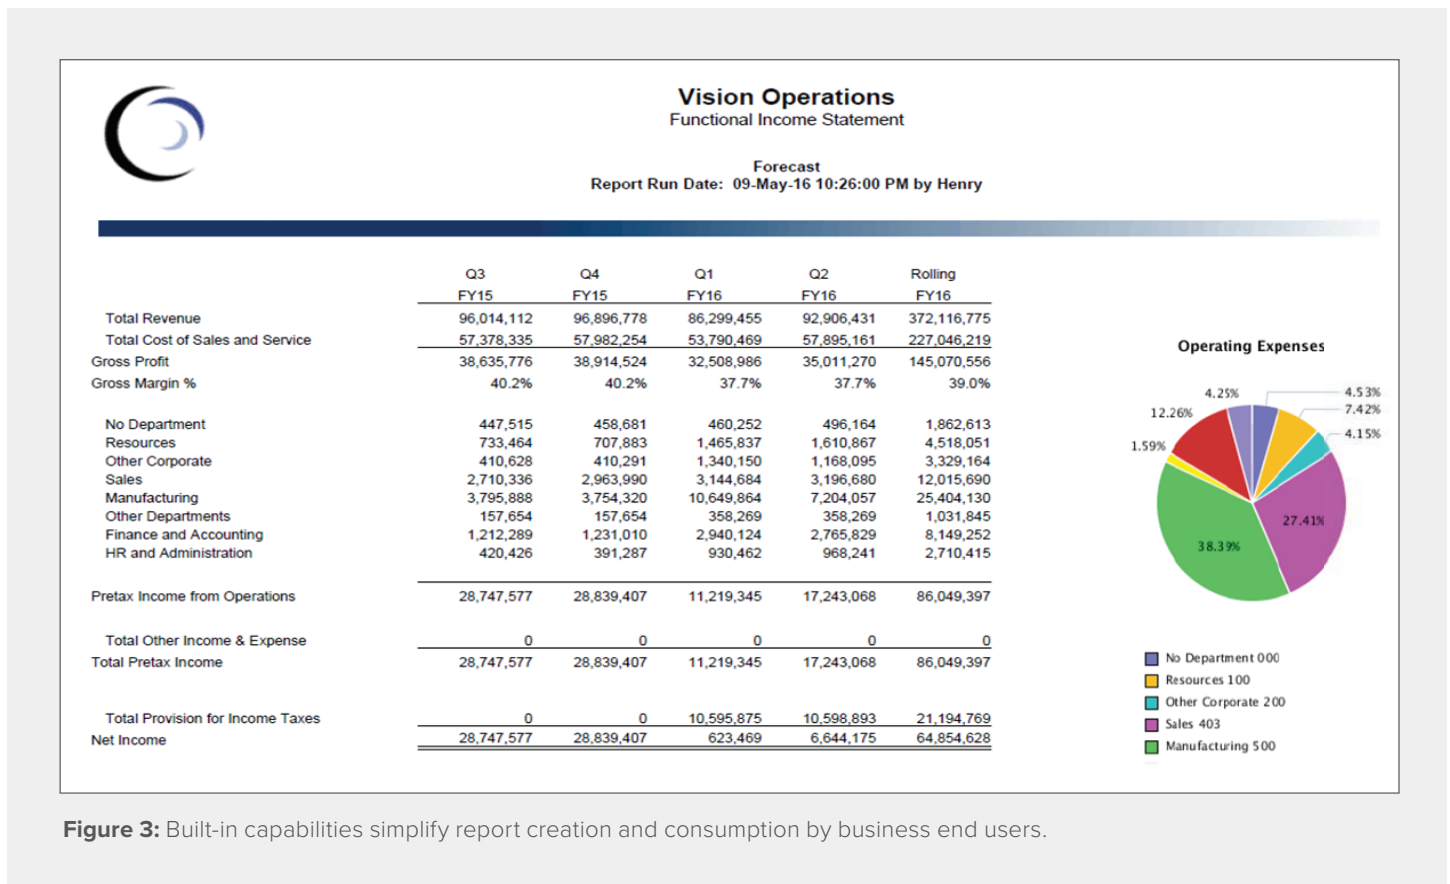 Vision Operations
Functional Income Statement
Forecast
Report Run Date: 09-May-16 10:26:00 PM by Henry
Q3 Q4 Q1 Q2 Rolling
FY15 FY15 FY16 FY16 FY16
Total Revenue 96,014,112 96,896,778 86,299,455 92,906,431 372,116,775
Total Cost of Sales and Service 57,378,335 57,982,254 53,790,469 57,895,161 227,046,219
Gross Profit 38,635,776 38,914,524 32,508,986 35,011,270 145,070,556
Gross Margin % 40.2% 40.2% 37.7% 37.7% 39.0%
No Department 447,515 458,681 460,252 496,164 1,862,613
Resources 733,464 707,883 1,465,837 1,610,867 4,518,051
Other Corporate 410,628 410,291 1,340,150 1,168,095 3,329,164
Sales 2,710,336 2,963,990 3,144,684 3,196,680 12,015,690
Manufacturing 3,795,888 3,754,320 10,649,864 7,204,057 25,404,130
Other Departments 157,654 157,654 358,269 358,269 1,031,845
Finance and Accounting 1,212,289 1,231,010 2,940,124 2,765,829 8,149,252
HR and Administration 420,426 391,287 930,462 968,241 2,710,415
Pretax Income from Operations 28,747,577 28,839,407 11,219,345 17,243,068 86,049,397
Total Other Income & Expense 0 0 0 0 0
Total Pretax Income 28,747,577 28,839,407 11,219,345 17,243,068 86,049,397
Total Provision for Income Taxes 0 0 10,595,875 10,598,893 21,194,769
Net Income 28,747,577 28,839,407 623,469 6,644,175 64,854,628
Operating Expenses
4.25% 4.53%
12.26% 7.42%
1.59% 4.15%
27.41%
38.39%
No Department 000
Resources 100
Other Corporate 200
Sales 403
Manufacturing 500
Figure 3: Built-in capabilities simplify report creation and consumption by business end users.